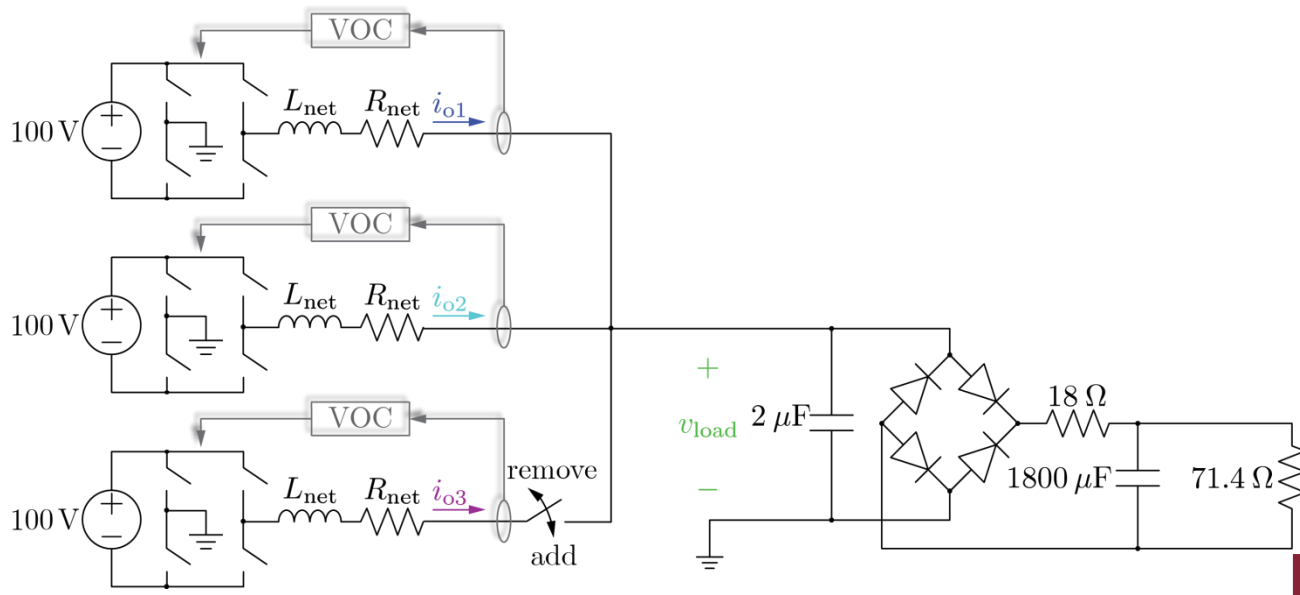 VOC
100 V
+
−
L_net
R_net
i_o1
VOC
100 V
+
−
L_net
R_net
i_o2
VOC
100 V
+
−
L_net
R_net
i_o3
remove
add
+
v_load
−
2 μF
18 Ω
1800 μF
71.4 Ω